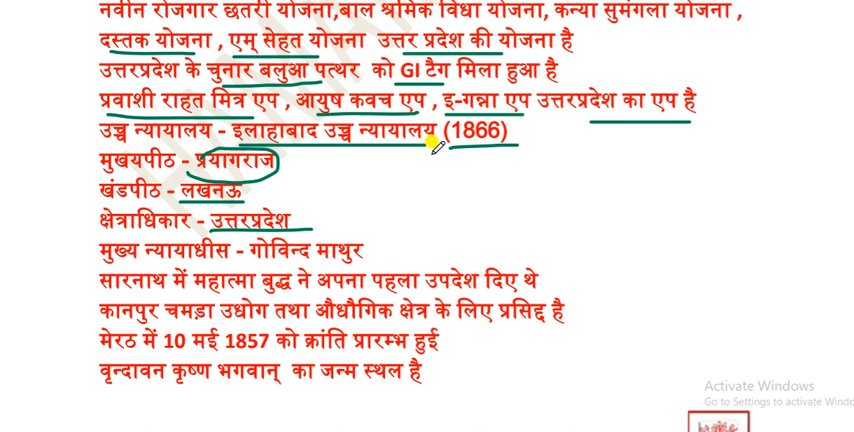 नवीन रोजगार छतरी योजना,बाल श्रमिक विधा योजना, कन्या सुमंगला योजना ,
दस्तक योजना , एम् सेहत योजना उत्तर प्रदेश की योजना है
उत्तरप्रदेश के चुनार बलुआ पत्थर को GI टैग मिला हुआ है
प्रवाशी राहत मित्र एप , आयुष कवच एप , इ-गन्ना एप उत्तरप्रदेश का एप है
उच्च न्यायालय - इलाहाबाद उच्च न्यायालय (1866)
मुखयपीठ - प्रयागराज
खंडपीठ - लखनऊ
क्षेत्राधिकार - उत्तरप्रदेश
मुख्य न्यायाधीस - गोविन्द माथुर
सारनाथ में महात्मा बुद्ध ने अपना पहला उपदेश दिए थे
कानपुर चमड़ा उधोग तथा औधौगिक क्षेत्र के लिए प्रसिद्द है
मेरठ में 10 मई 1857 को क्रांति प्रारम्भ हुई
वृन्दावन कृष्ण भगवान् का जन्म स्थल है
Activate Windows
Go to Settings to activate Windo